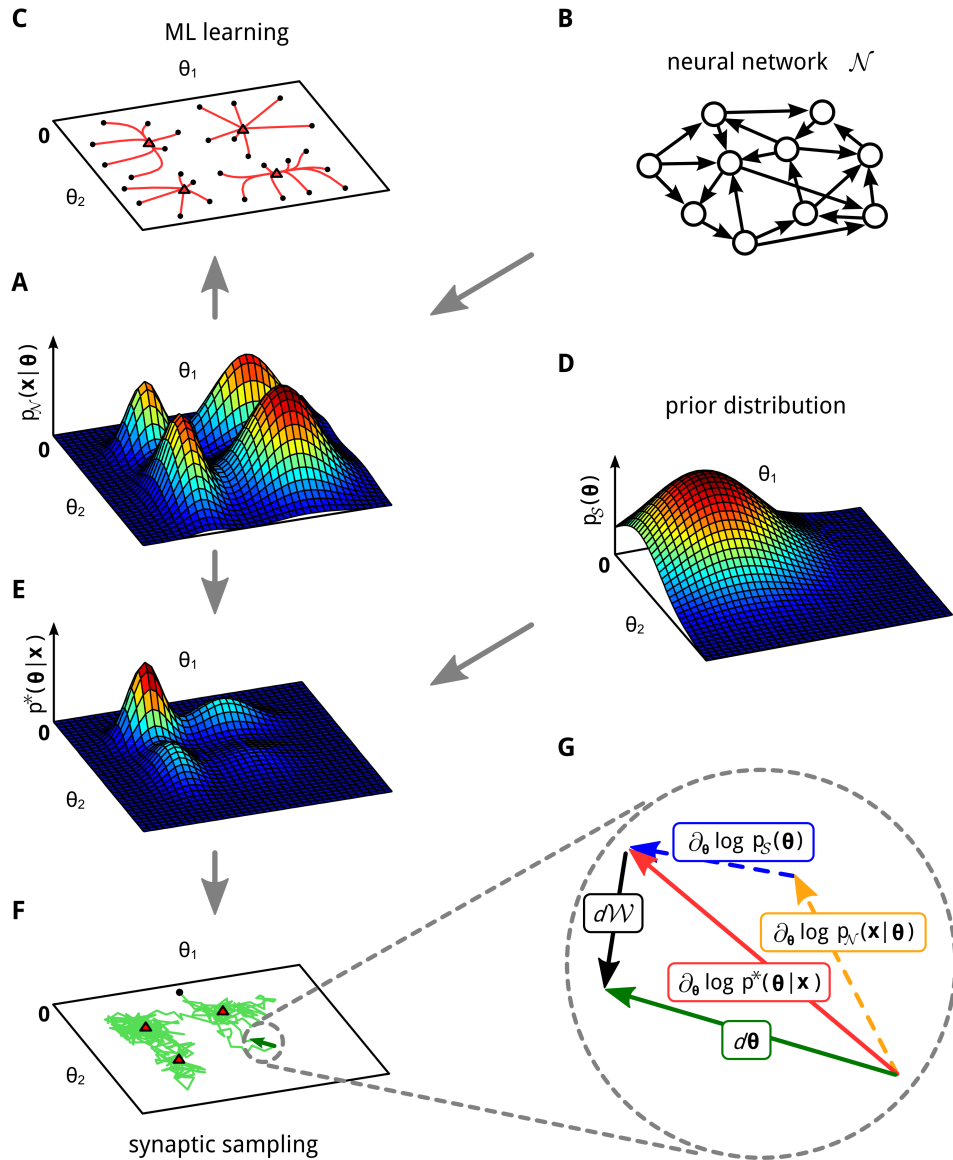 C
ML learning
θ1
0
θ2
B
neural network 𝒩
A
p𝒩(x|θ)
θ1
0
θ2
D
prior distribution
p𝒮(θ)
θ1
0
θ2
E
p*(θ|x)
θ1
0
θ2
F
θ1
0
θ2
synaptic sampling
G
∂θ log p𝒮(θ)
d𝒲
∂θ log p𝒩(x|θ)
∂θ log p*(θ|x)
dθ